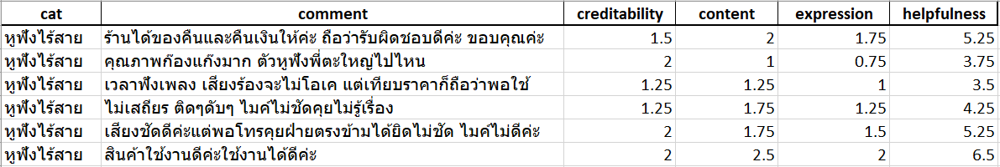 cat comment creditability content expression helpfulness
หูฟังไร้สาย ร้านได้ของคืนและคืนเงินให้ค่ะ ถือว่ารับผิดชอบดีค่ะ ขอบคุณค่ะ 1.5 2 1.75 5.25
หูฟังไร้สาย คุณภาพก๊องแก๊งมาก ตัวหูฟังพี่ตะใหญ่ไปไหน 2 1 0.75 3.75
หูฟังไร้สาย เวลาฟังเพลง เสียงร้องจะไม่โอเค แต่เทียบราคาก็ถือว่าพอใช้ 1.25 1.25 1 3.5
หูฟังไร้สาย ไม่เสถียร ติดๆดับๆ ไมค์ไม่ชัดคุยไม่รู้เรื่อง 1.25 1.75 1.25 4.25
หูฟังไร้สาย เสียงชัดดีค่ะแต่พอโทรคุยฝ่ายตรงข้ามได้ยิดไม่ชัด ไมค์ไม่ดีค่ะ 2 1.75 1.5 5.25
หูฟังไร้สาย สินค้าใช้งานดีค่ะใช้งานได้ดีค่ะ 2 2.5 2 6.5